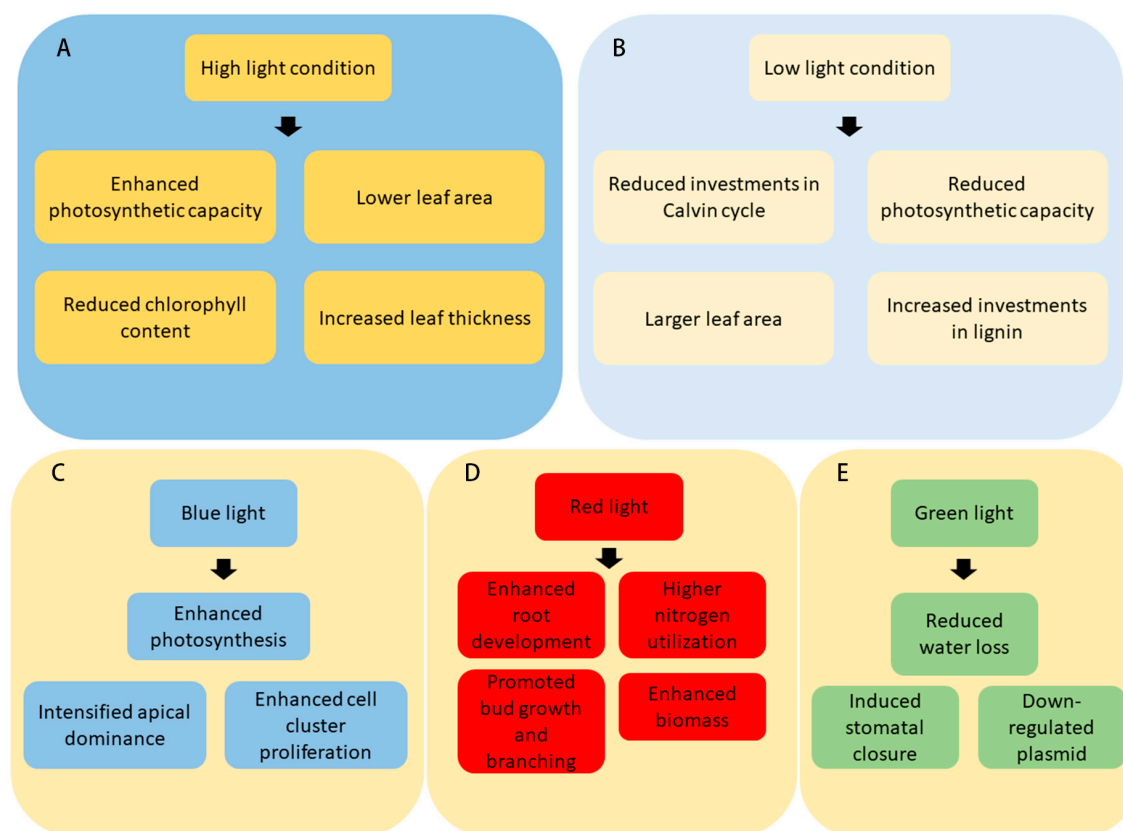 A
High light condition
Enhanced
photosynthetic capacity
Lower leaf area
Reduced chlorophyll
content
Increased leaf thickness
B
Low light condition
Reduced investments in
Calvin cycle
Reduced
photosynthetic capacity
Larger leaf area
Increased investments
in lignin
C
Blue light
Enhanced
photosynthesis
Intensified apical
dominance
Enhanced cell
cluster
proliferation
D
Red light
Enhanced
root
development
Higher
nitrogen
utilization
Promoted
bud growth
and
branching
Enhanced
biomass
E
Green light
Reduced
water loss
Induced
stomatal
closure
Down-
regulated
plasmid